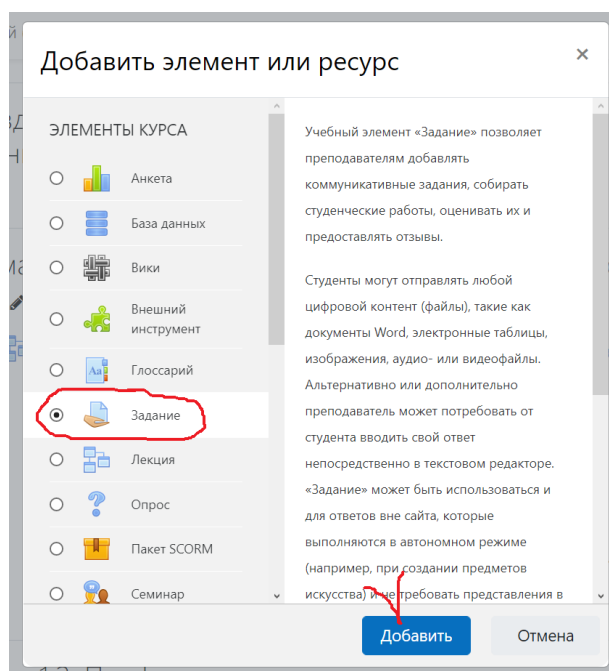 Добавить элемент или ресурс
×
ЭЛЕМЕНТЫ КУРСА
Анкета
База данных
Вики
Внешний
инструмент
Глоссарий
Задание
Лекция
Опрос
Пакет SCORM
Семинар
Учебный элемент «Задание» позволяет
преподавателям добавлять
коммуникативные задания, собирать
студенческие работы, оценивать их и
предоставлять отзывы.
Студенты могут отправлять любой
цифровой контент (файлы), такие как
документы Word, электронные таблицы,
изображения, аудио- или видеофайлы.
Альтернативно или дополнительно
преподаватель может потребовать от
студента вводить свой ответ
непосредственно в текстовом редакторе.
«Задание» может быть использоваться и
для ответов вне сайта, которые
выполняются в автономном режиме
(например, при создании предметов
искусства) и не требовать представления в
Добавить
Отмена